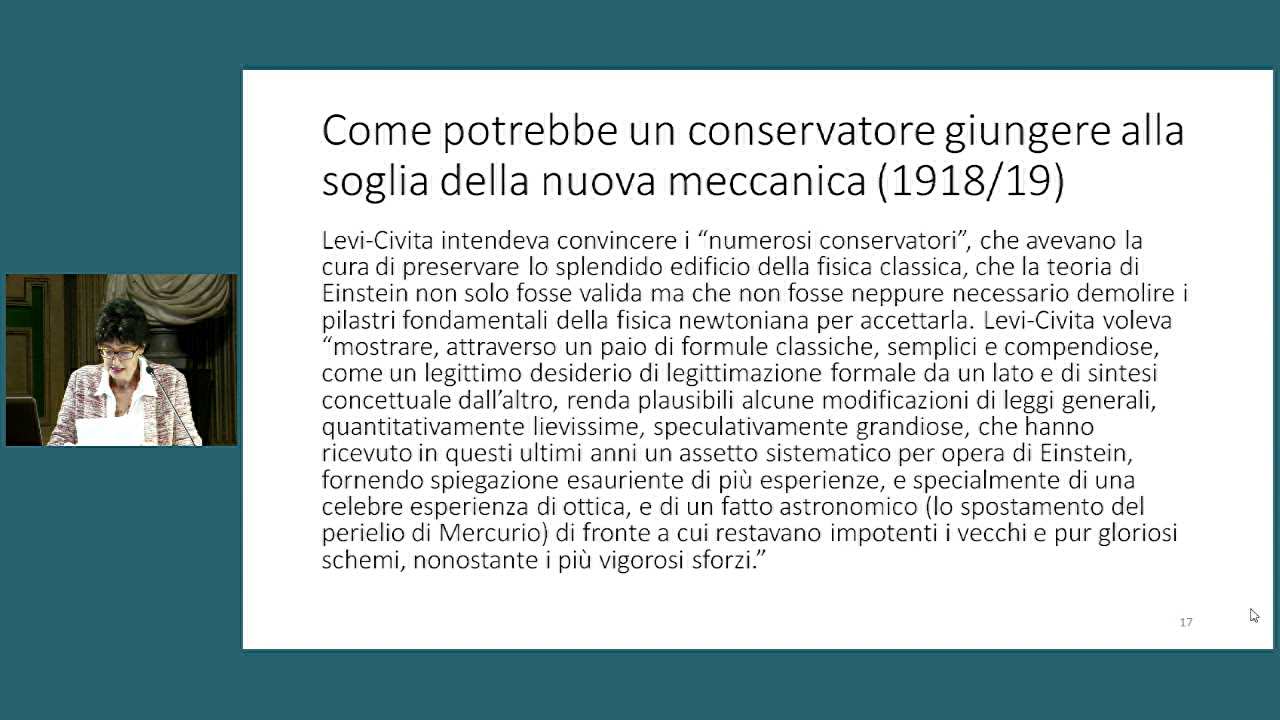 Come potrebbe un conservatore giungere alla
soglia della nuova meccanica (1918/19)
Levi-Civita intendeva convincere i “numerosi conservatori”, che avevano la
cura di preservare lo splendido edificio della fisica classica, che la teoria di
Einstein non solo fosse valida ma che non fosse neppure necessario demolire i
pilastri fondamentali della fisica newtoniana per accettarla. Levi-Civita voleva
“mostrare, attraverso un paio di formule classiche, semplici e compendiose,
come un legittimo desiderio di legittimazione formale da un lato e di sintesi
concettuale dall’altro, renda plausibili alcune modificazioni di leggi generali,
quantitativamente lievissime, speculativamente grandiose, che hanno
ricevuto in questi ultimi anni un assetto sistematico per opera di Einstein,
fornendo spiegazione esauriente di più esperienze, e specialmente di una
celebre esperienza di ottica, e di un fatto astronomico (lo spostamento del
perielio di Mercurio) di fronte a cui restavano impotenti i vecchi e pur gloriosi
schemi, nonostante i più vigorosi sforzi.”
17